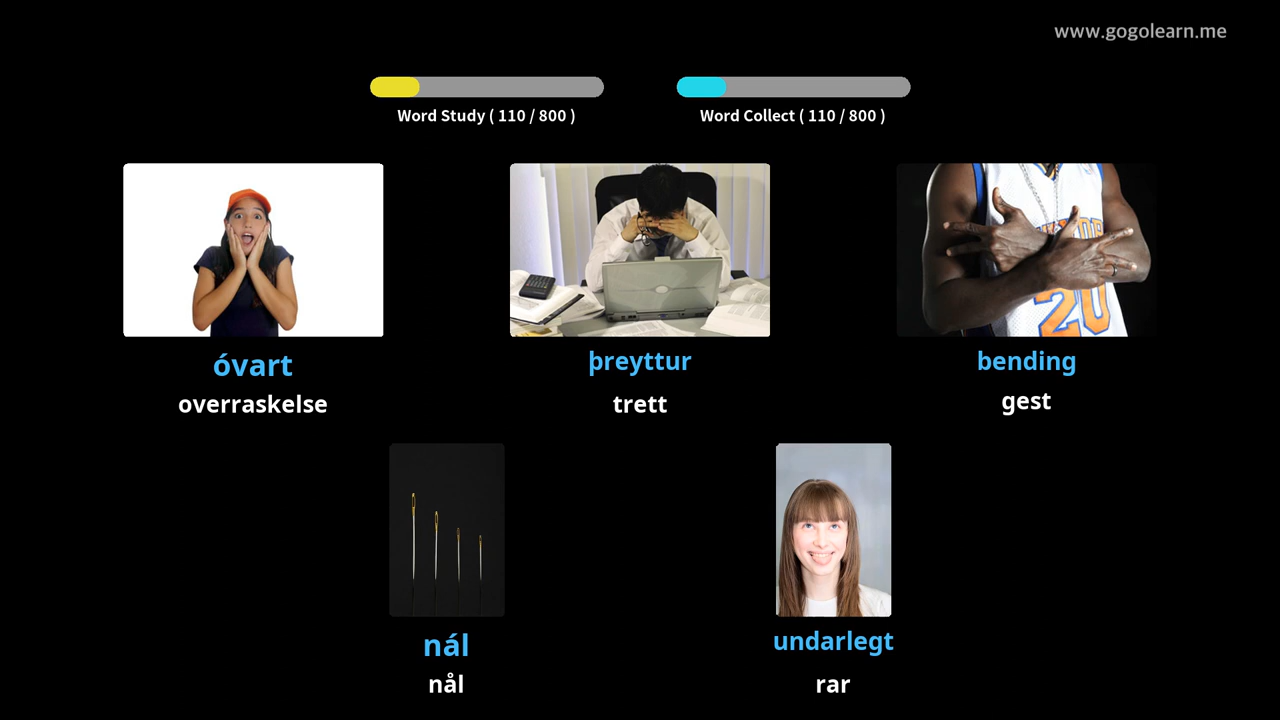 www.gogolearn.me
Word Study ( 110 / 800 )
Word Collect ( 110 / 800 )
óvart
overraskelse
þreyttur
trett
bending
gest
20
nál
nål
undarlegt
rar